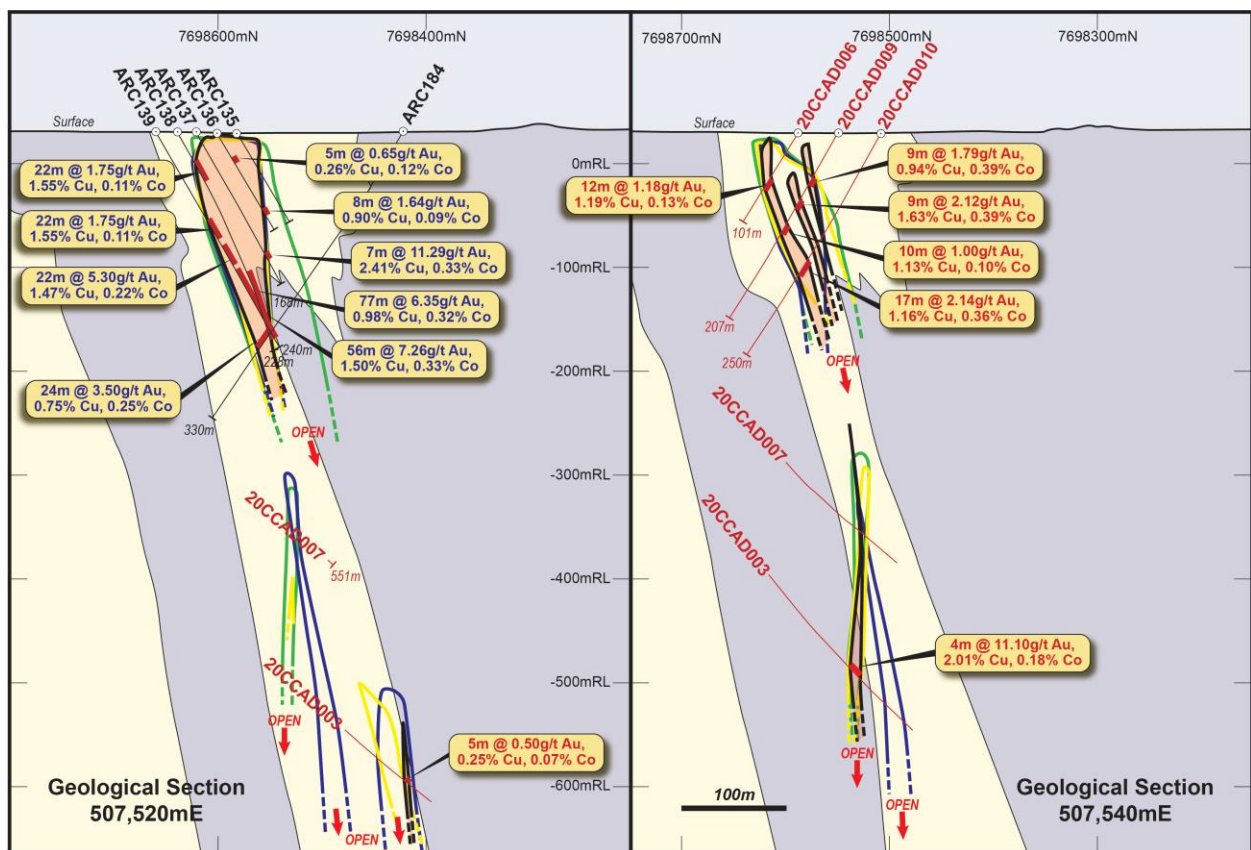 7698600mN
7698400mN
ARC139
ARC138
ARC137
ARC136
ARC135
ARC184
Surface
22m @ 1.75g/t Au,
1.55% Cu, 0.11% Co
22m @ 1.75g/t Au,
1.55% Cu, 0.11% Co
22m @ 5.30g/t Au,
1.47% Cu, 0.22% Co
24m @ 3.50g/t Au,
0.75% Cu, 0.25% Co
5m @ 0.65g/t Au,
0.26% Cu, 0.12% Co
8m @ 1.64g/t Au,
0.90% Cu, 0.09% Co
7m @ 11.29g/t Au,
2.41% Cu, 0.33% Co
77m @ 6.35g/t Au,
0.98% Cu, 0.32% Co
56m @ 7.26g/t Au,
1.50% Cu, 0.33% Co
168m
240m
228m
330m
OPEN
20CCAD007
551m
20CCAD003
OPEN
5m @ 0.50g/t Au,
0.25% Cu, 0.07% Co
OPEN
Geological Section
507,520mE
0mRL
-100mRL
-200mRL
-300mRL
-400mRL
-500mRL
-600mRL
7698700mN
7698500mN
7698300mN
20CCAD006
20CCAD009
20CCAD010
Surface
12m @ 1.18g/t Au,
1.19% Cu, 0.13% Co
9m @ 1.79g/t Au,
0.94% Cu, 0.39% Co
9m @ 2.12g/t Au,
1.63% Cu, 0.39% Co
10m @ 1.00g/t Au,
1.13% Cu, 0.10% Co
17m @ 2.14g/t Au,
1.16% Cu, 0.36% Co
101m
207m
250m
OPEN
20CCAD007
20CCAD003
4m @ 11.10g/t Au,
2.01% Cu, 0.18% Co
OPEN
OPEN
100m
Geological Section
507,540mE